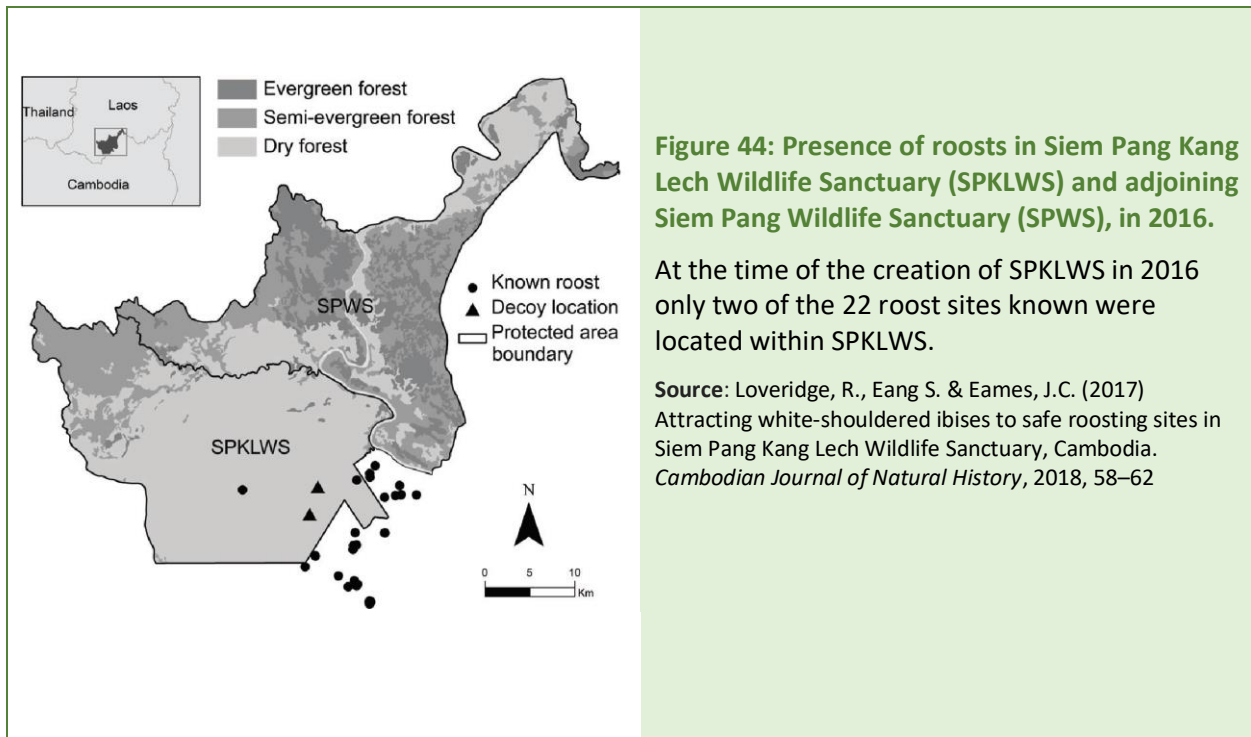 Thailand
Laos
Cambodia
Evergreen forest
Semi-evergreen forest
Dry forest
SPWS
Known roost
Decoy location
Protected area
boundary
SPKLWS
N
0 5 10
Km
Figure 44: Presence of roosts in Siem Pang Kang
Lech Wildlife Sanctuary (SPKLWS) and adjoining
Siem Pang Wildlife Sanctuary (SPWS), in 2016.
At the time of the creation of SPKLWS in 2016
only two of the 22 roost sites known were
located within SPKLWS.
Source: Loveridge, R., Eang S. & Eames, J.C. (2017)
Attracting white-shouldered ibises to safe roosting sites in
Siem Pang Kang Lech Wildlife Sanctuary, Cambodia.
Cambodian Journal of Natural History, 2018, 58–62